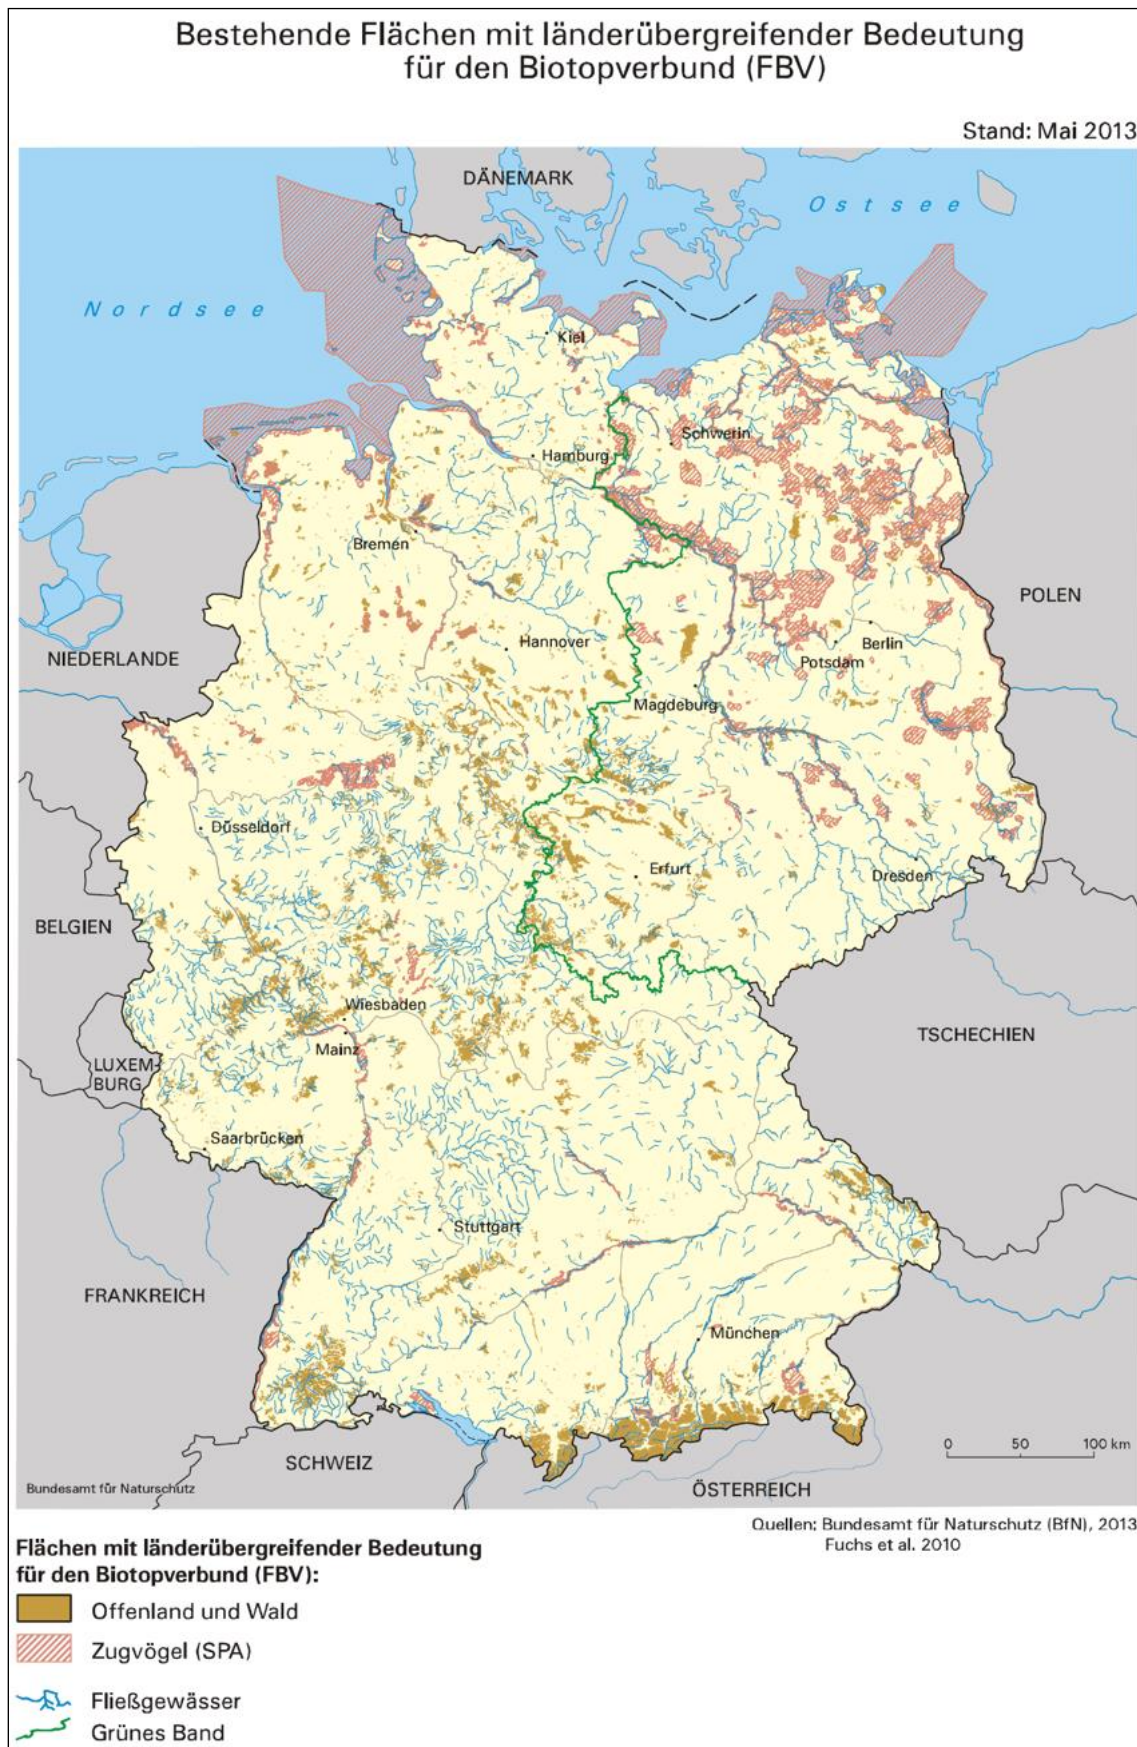 Bestehende Flächen mit länderübergreifender Bedeutung
für den Biotopverbund (FBV)
Stand: Mai 2013
DÄNEMARK
Ostsee
Nordsee
Kiel
Schwerin
Hamburg
Bremen
POLEN
Hannover
Berlin
NIEDERLANDE
Potsdam
Magdeburg
Düsseldorf
Erfurt
Dresden
BELGIEN
Wiesbaden
TSCHECHIEN
Mainz
LUXEM-
BURG
Saarbrücken
Stuttgart
FRANKREICH
München
0 50 100 km
SCHWEIZ
Bundesamt für Naturschutz
ÖSTERREICH
Quellen: Bundesamt für Naturschutz (BfN), 2013
Fuchs et al. 2010
Flächen mit länderübergreifender Bedeutung
für den Biotopverbund (FBV):
Offenland und Wald
Zugvögel (SPA)
Fließgewässer
Grünes Band